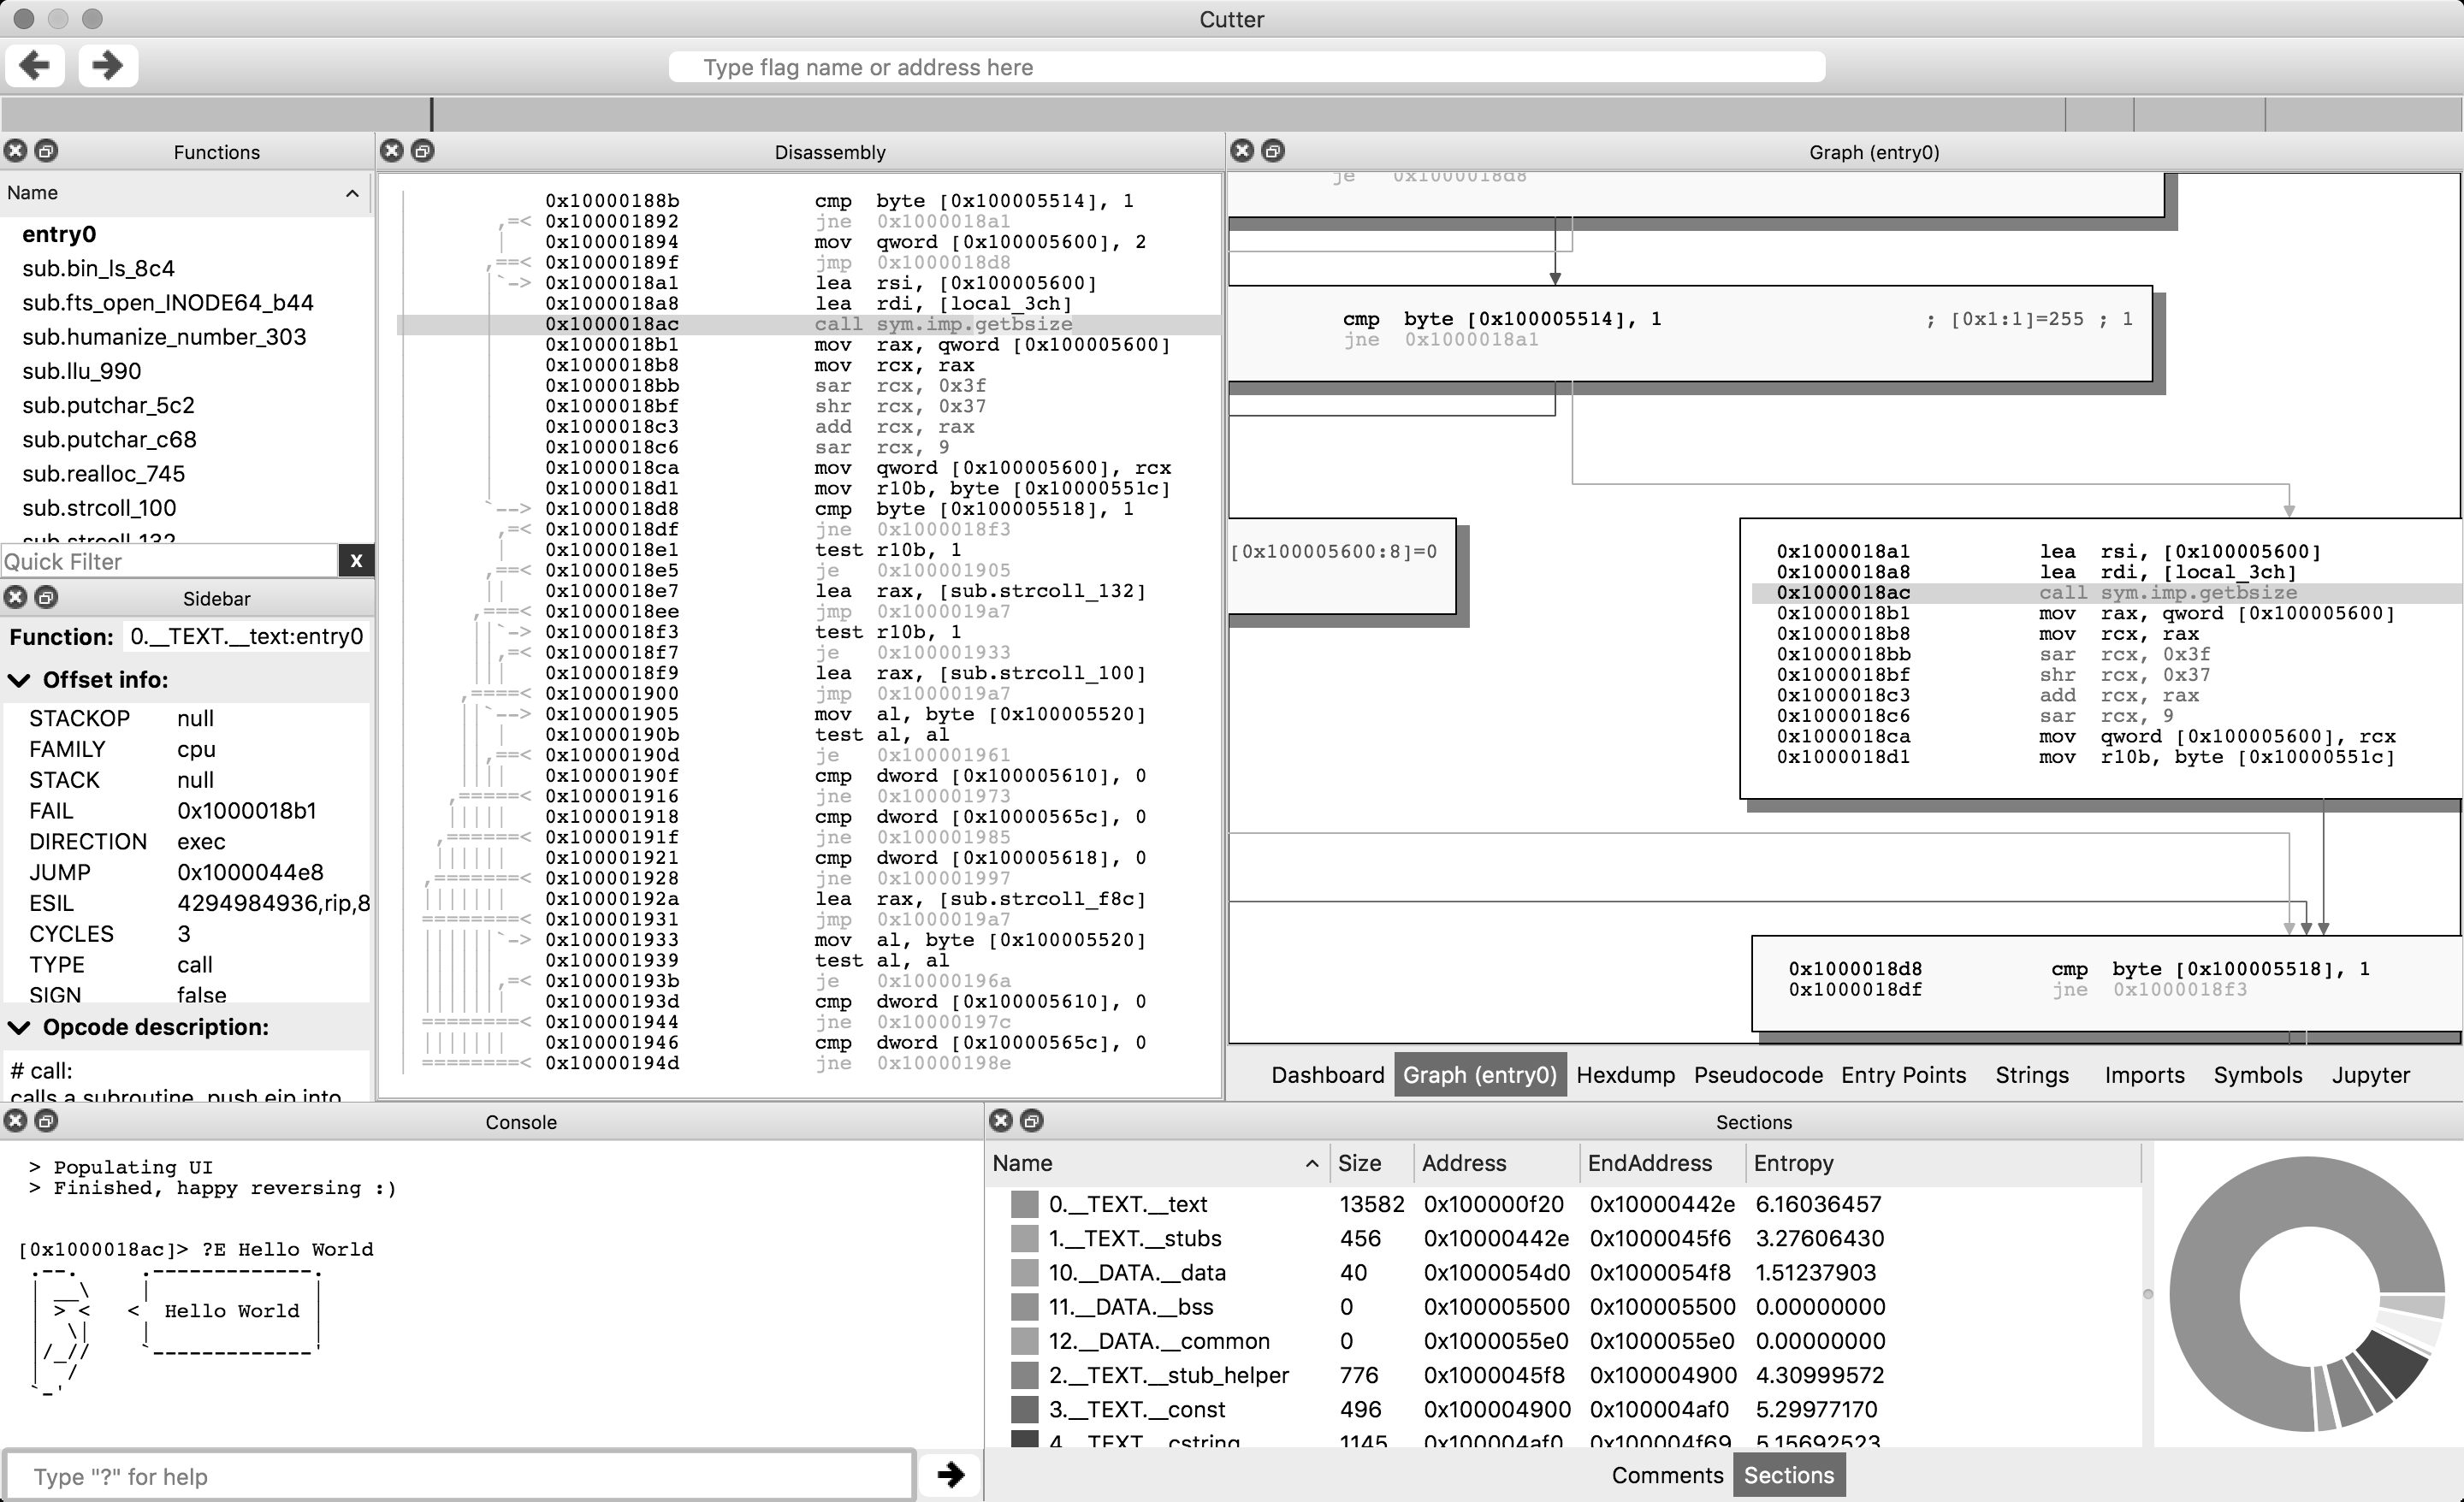 Cutter
Type flag name or address here
Functions
Name
entry0
sub.bin_ls_8c4
sub.fts_open_INODE64_b44
sub.humanize_number_303
sub.llu_990
sub.putchar_5c2
sub.putchar_c68
sub.realloc_745
sub.strcoll_100
sub.strcoll_132
Quick Filter
X
Sidebar
Function: 0.__TEXT.__text:entry0
Offset info:
STACKOP null
FAMILY cpu
STACK null
FAIL 0x1000018b1
DIRECTION exec
JUMP 0x1000044e8
ESIL 4294984936,rip,8
CYCLES 3
TYPE call
SIGN false
Opcode description:
# call:
calls a subroutine, push eip into
Disassembly
0x10000188b cmp byte [0x100005514], 1
,=< 0x100001892 jne 0x1000018a1
| 0x100001894 mov qword [0x100005600], 2
,==< 0x10000189f jmp 0x1000018d8
|`-> 0x1000018a1 lea rsi, [0x100005600]
| 0x1000018a8 lea rdi, [local_3ch]
| 0x1000018ac call sym.imp.getbsize
| 0x1000018b1 mov rax, qword [0x100005600]
| 0x1000018b8 mov rcx, rax
| 0x1000018bb sar rcx, 0x3f
| 0x1000018bf shr rcx, 0x37
| 0x1000018c3 add rcx, rax
| 0x1000018c6 sar rcx, 9
| 0x1000018ca mov qword [0x100005600], rcx
| 0x1000018d1 mov r10b, byte [0x10000551c]
`--> 0x1000018d8 cmp byte [0x100005518], 1
,=< 0x1000018df jne 0x1000018f3
| 0x1000018e1 test r10b, 1
,==< 0x1000018e5 je 0x100001905
|| 0x1000018e7 lea rax, [sub.strcoll_132]
,===< 0x1000018ee jmp 0x1000019a7
||`-> 0x1000018f3 test r10b, 1
||,=< 0x1000018f7 je 0x100001933
||| 0x1000018f9 lea rax, [sub.strcoll_100]
,====< 0x100001900 jmp 0x1000019a7
||`--> 0x100001905 mov al, byte [0x100005520]
|| | 0x10000190b test al, al
||,==< 0x10000190d je 0x100001961
|||| 0x10000190f cmp dword [0x100005610], 0
,=====< 0x100001916 jne 0x100001973
||||| 0x100001918 cmp dword [0x10000565c], 0
,======< 0x10000191f jne 0x100001985
|||||| 0x100001921 cmp dword [0x100005618], 0
,=======< 0x100001928 jne 0x100001997
||||||| 0x10000192a lea rax, [sub.strcoll_f8c]
========< 0x100001931 jmp 0x1000019a7
||||||`-> 0x100001933 mov al, byte [0x100005520]
|||||| 0x100001939 test al, al
||||||,=< 0x10000193b je 0x10000196a
||||||| 0x10000193d cmp dword [0x100005610], 0
========< 0x100001944 jne 0x10000197c
||||||| 0x100001946 cmp dword [0x10000565c], 0
========< 0x10000194d jne 0x10000198e
Graph (entry0)
je 0x1000018d8
cmp byte [0x100005514], 1 ; [0x1:1]=255 ; 1
jne 0x1000018a1
[0x100005600:8]=0
0x1000018a1 lea rsi, [0x100005600]
0x1000018a8 lea rdi, [local_3ch]
0x1000018ac call sym.imp.getbsize
0x1000018b1 mov rax, qword [0x100005600]
0x1000018b8 mov rcx, rax
0x1000018bb sar rcx, 0x3f
0x1000018bf shr rcx, 0x37
0x1000018c3 add rcx, rax
0x1000018c6 sar rcx, 9
0x1000018ca mov qword [0x100005600], rcx
0x1000018d1 mov r10b, byte [0x10000551c]
0x1000018d8 cmp byte [0x100005518], 1
0x1000018df jne 0x1000018f3
Dashboard Graph (entry0) Hexdump Pseudocode Entry Points Strings Imports Symbols Jupyter
Console
> Populating UI
> Finished, happy reversing :)
[0x1000018ac]> ?E Hello World
Hello World
Type "?" for help
Sections
Name Size Address EndAddress Entropy
0.__TEXT.__text 13582 0x100000f20 0x10000442e 6.16036457
1.__TEXT.__stubs 456 0x10000442e 0x1000045f6 3.27606430
10.__DATA.__data 40 0x1000054d0 0x1000054f8 1.51237903
11.__DATA.__bss 0 0x100005500 0x100005500 0.00000000
12.__DATA.__common 0 0x1000055e0 0x1000055e0 0.00000000
2.__TEXT.__stub_helper 776 0x1000045f8 0x100004900 4.30999572
3.__TEXT.__const 496 0x100004900 0x100004af0 5.29977170
4.__TEXT.__cstring 1145 0x100004af0 0x100004f69 5.15692523
Comments Sections